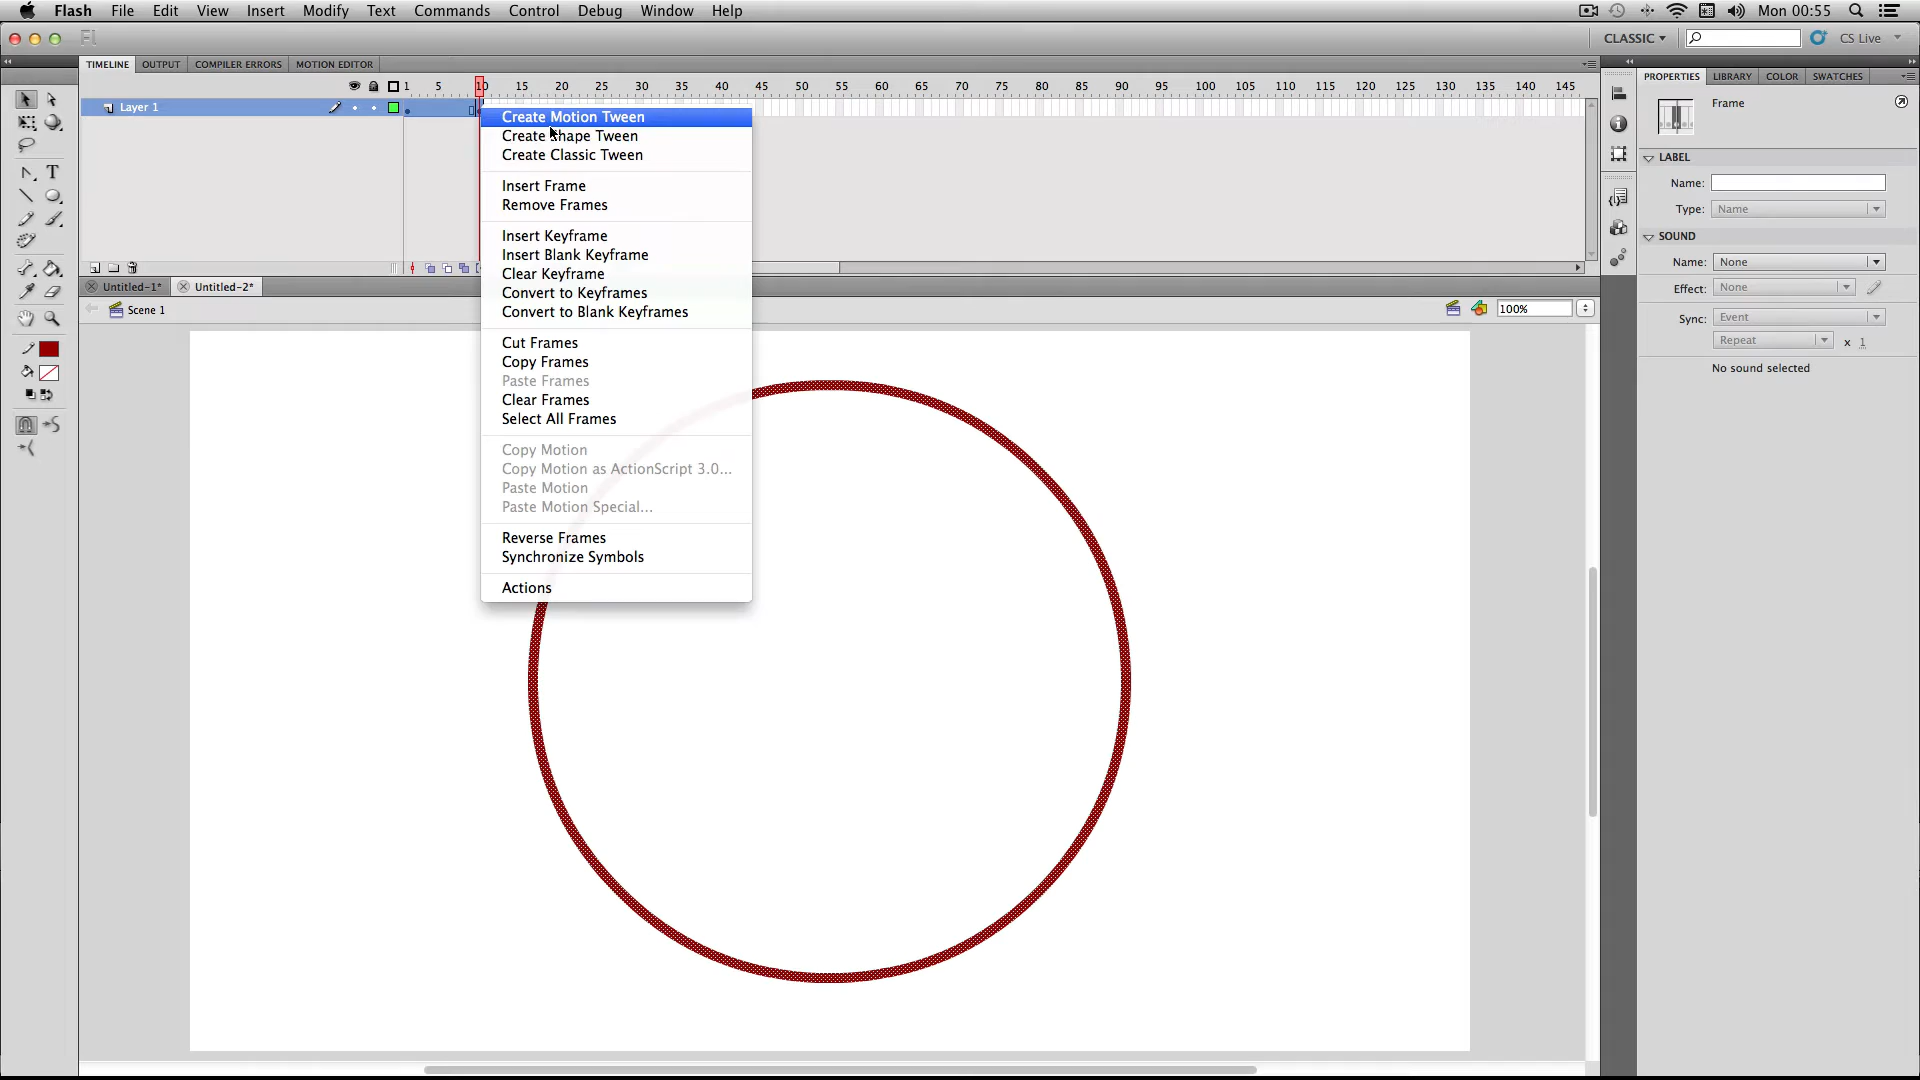 Flash File Edit View Insert Modify Text Commands Control Debug Window Help Mon 00:55
Fl CLASSIC CS Live
TIMELINE OUTPUT COMPILER ERRORS MOTION EDITOR
PROPERTIES LIBRARY COLOR SWATCHES
1 5 10 15 20 25 30 35 40 45 50 55 60 65 70 75 80 85 90 95 100 105 110 115 120 125 130 135 140 145
Layer 1
Create Motion Tween
Create Shape Tween
Create Classic Tween
Insert Frame
Remove Frames
Insert Keyframe
Insert Blank Keyframe
Clear Keyframe
Convert to Keyframes
Convert to Blank Keyframes
Cut Frames
Copy Frames
Paste Frames
Clear Frames
Select All Frames
Copy Motion
Copy Motion as ActionScript 3.0...
Paste Motion
Paste Motion Special...
Reverse Frames
Synchronize Symbols
Actions
Untitled-1* Untitled-2*
Scene 1
100%
T
Frame
LABEL
Name:
Type: Name
SOUND
Name: None
Effect: None
Sync: Event
Repeat x 1
No sound selected